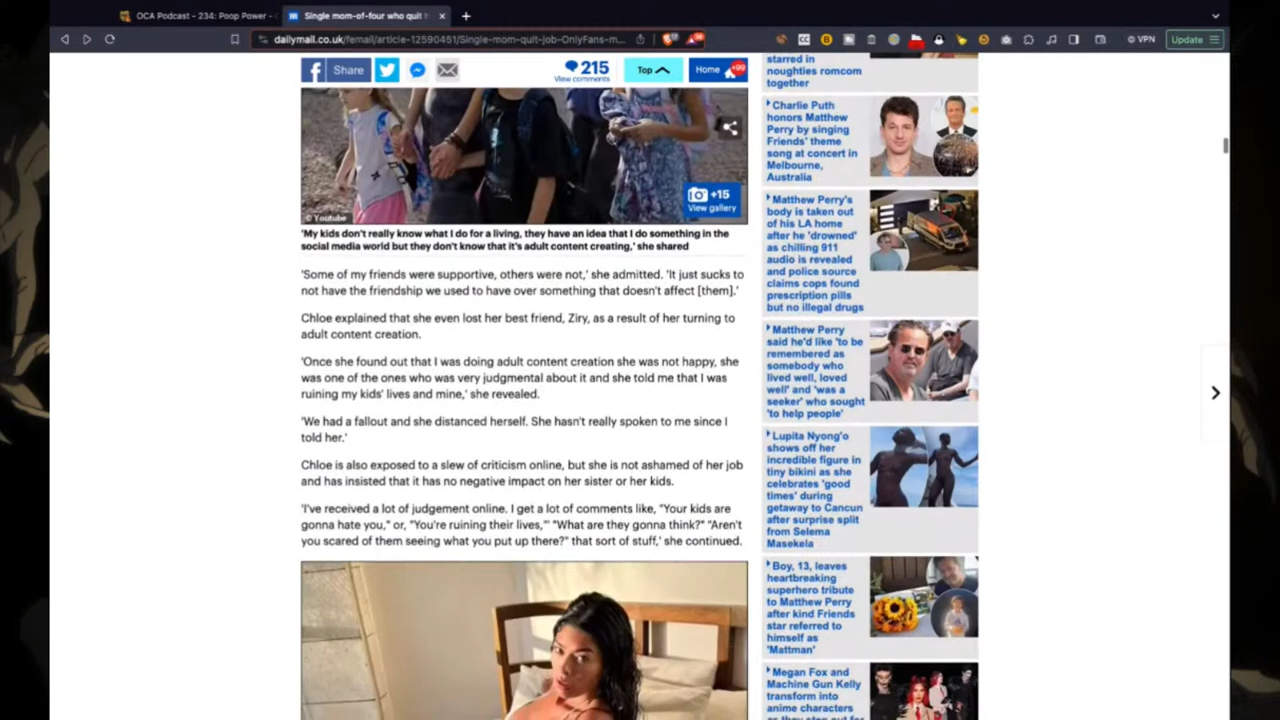 OCA Podcast - 234: Poop Power -
Single mom-of-four who quit
dailymail.co.uk/femail/article-12590451/Single-mom-quit-job-OnlyFans-m...
VPN
Update
Share
215
View comments
Top
Home
+99
© Youtube
+15
View gallery
'My kids don't really know what I do for a living, they have an idea that I do something in the
social media world but they don't know that it's adult content creating,' she shared
'Some of my friends were supportive, others were not,' she admitted. 'It just sucks to
not have the friendship we used to have over something that doesn't affect [them].'
Chloe explained that she even lost her best friend, Ziry, as a result of her turning to
adult content creation.
'Once she found out that I was doing adult content creation she was not happy, she
was one of the ones who was very judgmental about it and she told me that I was
ruining my kids' lives and mine,' she revealed.
'We had a fallout and she distanced herself. She hasn't really spoken to me since I
told her.'
Chloe is also exposed to a slew of criticism online, but she is not ashamed of her job
and has insisted that it has no negative impact on her sister or her kids.
'I've received a lot of judgement online. I get a lot of comments like, "Your kids are
gonna hate you," or, "You're ruining their lives,"' "What are they gonna think?" "Aren't
you scared of them seeing what you put up there?" that sort of stuff,' she continued.
starred in
noughties romcom
together
Charlie Puth
honors Matthew
Perry by singing
Friends' theme
song at concert in
Melbourne,
Australia
Matthew Perry's
body is taken out
of his LA home
after he 'drowned'
as chilling 911
audio is revealed
and police source
claims cops found
prescription pills
but no illegal drugs
Matthew Perry
said he'd like 'to be
remembered as
somebody who
lived well, loved
well' and 'was a
seeker' who sought
'to help people'
Lupita Nyong'o
shows off her
incredible figure in
tiny bikini as she
celebrates 'good
times' during
getaway to Cancun
after surprise split
from Selema
Masekela
Boy, 13, leaves
heartbreaking
superhero tribute
to Matthew Perry
after kind Friends
star referred to
himself as
'Mattman'
Megan Fox and
Machine Gun Kelly
transform into
anime characters
as they step out for